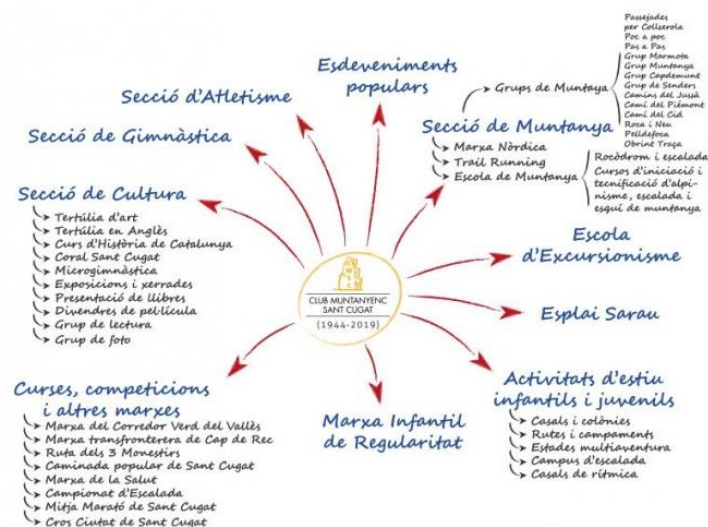 Esdeveniments
populars
Secció d'Atletisme
Secció de Gimnàstica
Secció de Cultura
Tertúlia d'art
Tertúlia en Anglès
Curs d'Història de Catalunya
Coral Sant Cugat
Microgimnàstica
Exposicions i xerrades
Presentació de llibres
Divendres de pel·lícula
Grup de lectura
Grup de foto
Curses, competicions
i altres marxes
Marxa del Corredor Verd del Vallès
Marxa transfronterera de Cap de Rec
Ruta dels 3 Monestirs
Caminada popular de Sant Cugat
Marxa de la Salut
Campionat d'Escalada
Mitja Marató de Sant Cugat
Cros Ciutat de Sant Cugat
CLUB MUNTANYENC
SANT CUGAT
(1944-2019)
Marxa Infantil
de Regularitat
Secció de Muntanya
Grups de Muntaya
Passejades
per Collserola
Poc a poc
Pas a Pas
Grup Marmota
Grup Muntanya
Grup Capdemunt
Grup de Senders
Camins del Jussà
Camí del Piémont
Camí del Cid
Roca i Neu
Pelldefoca
Obrint Traça
Marxa Nòrdica
Trail Running
Escola de Muntanya
Rocòdrom i escalada
Cursos d'iniciació i
tecnificació d'alpi-
nisme, escalada i
esquí de muntanya
Escola
d'Excursionisme
Esplai Sarau
Activitats d'estiu
infantils i juvenils
Casals i colònies
Rutes i campaments
Estades multiaventura
Campus d'escalada
Casals de rítmica